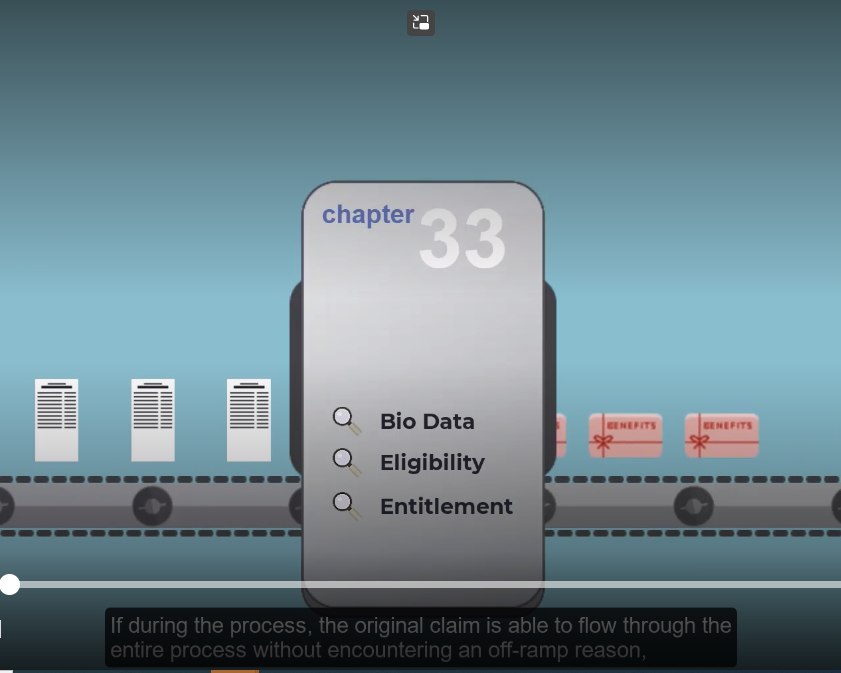 chapter
33
Bio Data
Eligibility
Entitlement
BENEFITS
BENEFITS
If during the process, the original claim is able to flow through the
entire process without encountering an off-ramp reason,